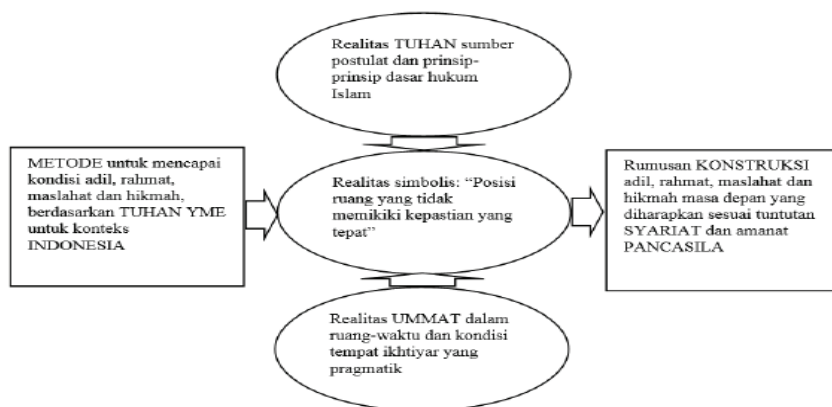 Realitas TUHAN sumber
postulat dan prinsip-
prinsip dasar hukum
Islam
METODE untuk mencapai
kondisi adil, rahmat,
maslahat dan hikmah,
berdasarkan TUHAN YME
untuk konteks
INDONESIA
Realitas simbolis: “Posisi
ruang yang tidak
memikiki kepastian yang
tepat”
Rumusan KONSTRUKSI
adil, rahmat, maslahat dan
hikmah masa depan yang
diharapkan sesuai tuntutan
SYARIAT dan amanat
PANCASILA
Realitas UMMAT dalam
ruang-waktu dan kondisi
tempat ikhtiyar yang
pragmatik